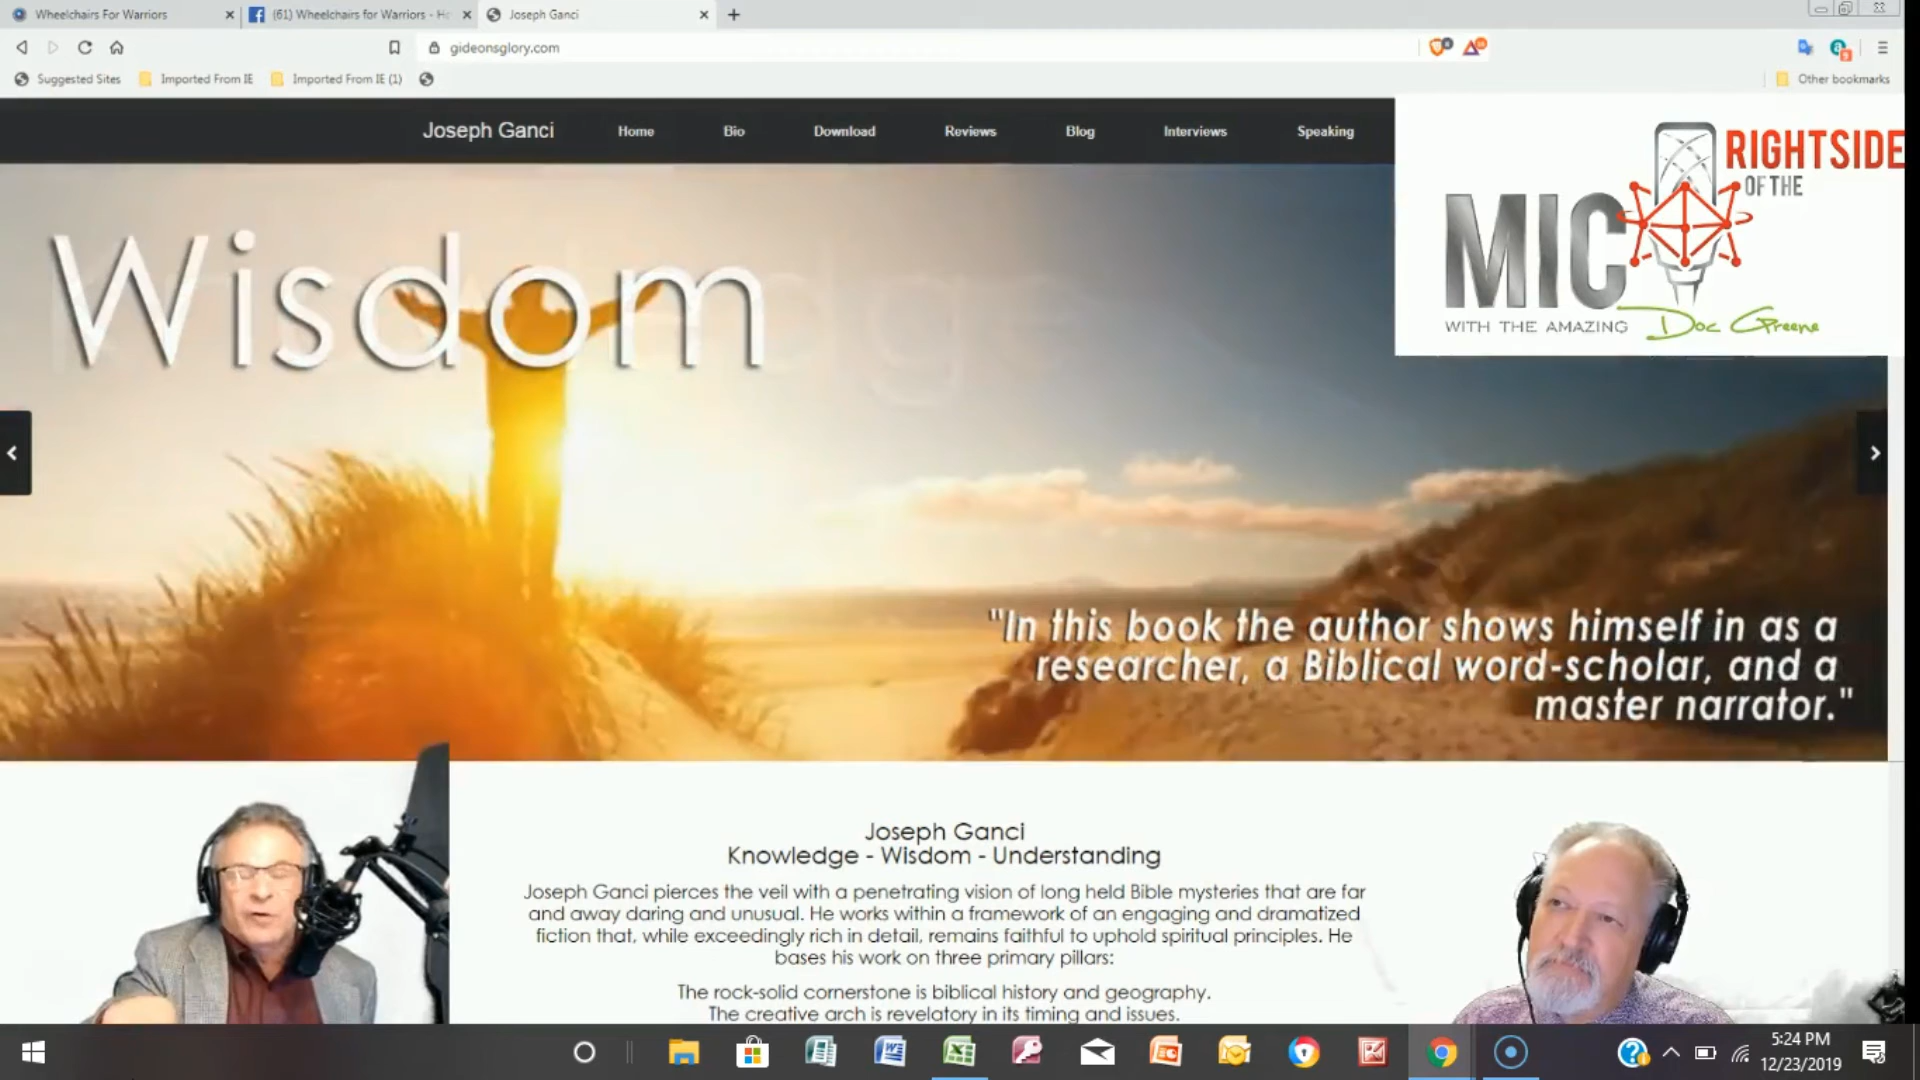 Wheelchairs For Warriors
(61) Wheelchairs for Warriors - Ho
Joseph Ganci
gideonsglory.com
Suggested Sites
Imported From IE
Imported From IE (1)
Other bookmarks
Joseph Ganci
Home
Bio
Download
Reviews
Blog
Interviews
Speaking
RIGHTSIDE
OF THE
MIC
WITH THE AMAZING Doc Greene
Wisdom
"In this book the author shows himself in as a
researcher, a Biblical word-scholar, and a
master narrator."
Joseph Ganci
Knowledge - Wisdom - Understanding
Joseph Ganci pierces the veil with a penetrating vision of long held Bible mysteries that are far
and away daring and unusual. He works within a framework of an engaging and dramatized
fiction that, while exceedingly rich in detail, remains faithful to uphold spiritual principles. He
bases his work on three primary pillars:
The rock-solid cornerstone is biblical history and geography.
The creative arch is revelatory in its timing and issues.
5:24 PM
12/23/2019